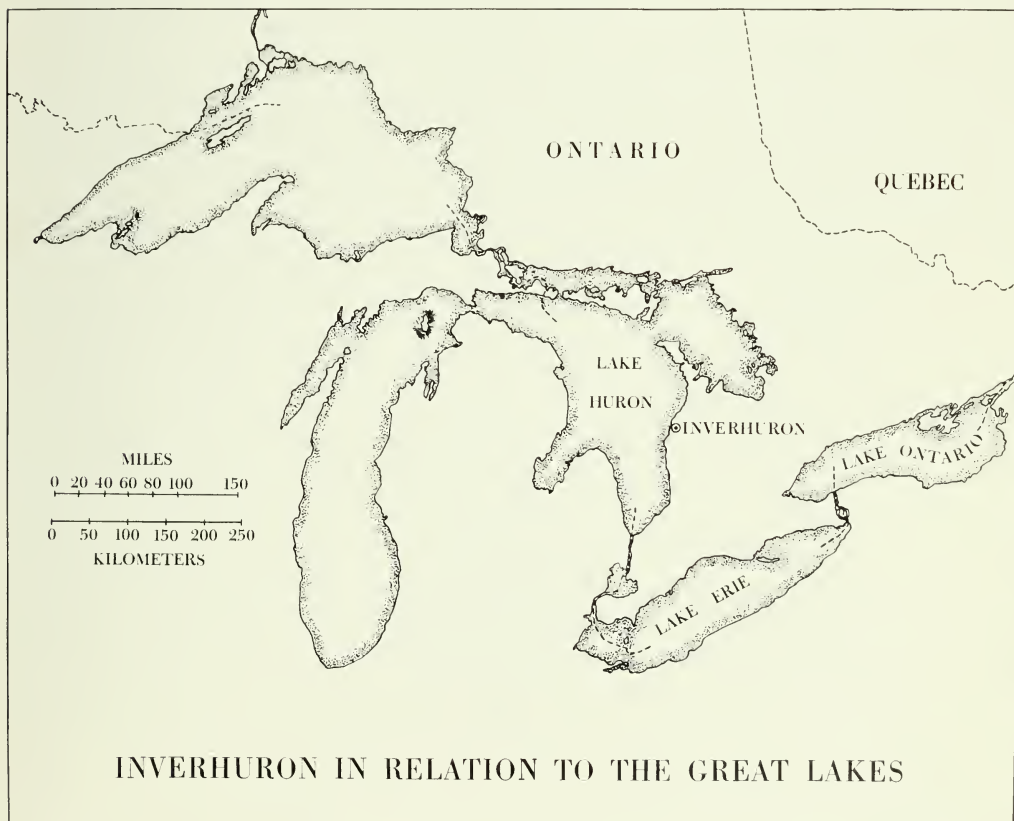 ONTARIO
QUEBEC
LAKE
HURON
INVERHURON
LAKE ONTARIO
MILES
0 20 40 60 80 100 150
0 50 100 150 200 250
KILOMETERS
LAKE ERIE
INVERHURON IN RELATION TO THE GREAT LAKES